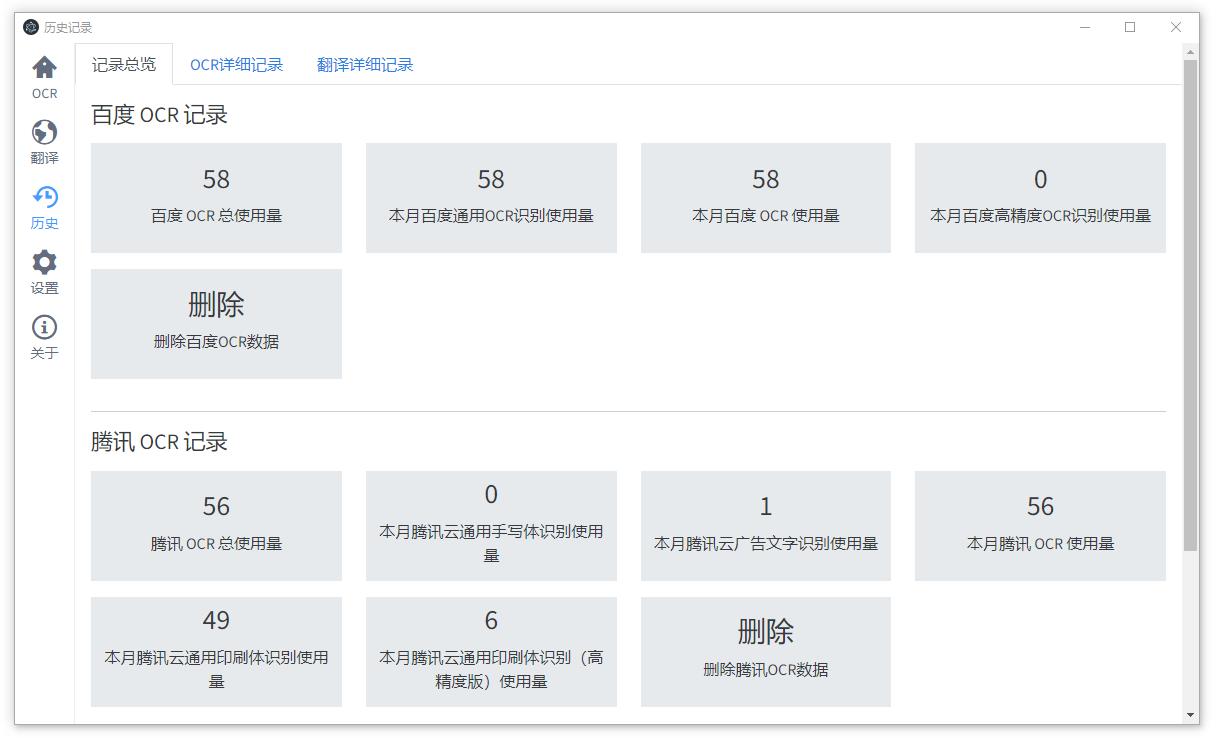 历史记录
OCR
翻译
历史
设置
关于
记录总览 OCR详细记录 翻译详细记录
百度 OCR 记录
58
百度 OCR 总使用量
58
本月百度通用OCR识别使用量
58
本月百度 OCR 使用量
0
本月百度高精度OCR识别使用量
删除
删除百度OCR数据
腾讯 OCR 记录
56
腾讯 OCR 总使用量
0
本月腾讯云通用手写体识别使用
量
1
本月腾讯云广告文字识别使用量
56
本月腾讯 OCR 使用量
49
本月腾讯云通用印刷体识别使用
量
6
本月腾讯云通用印刷体识别（高
精度版）使用量
删除
删除腾讯OCR数据